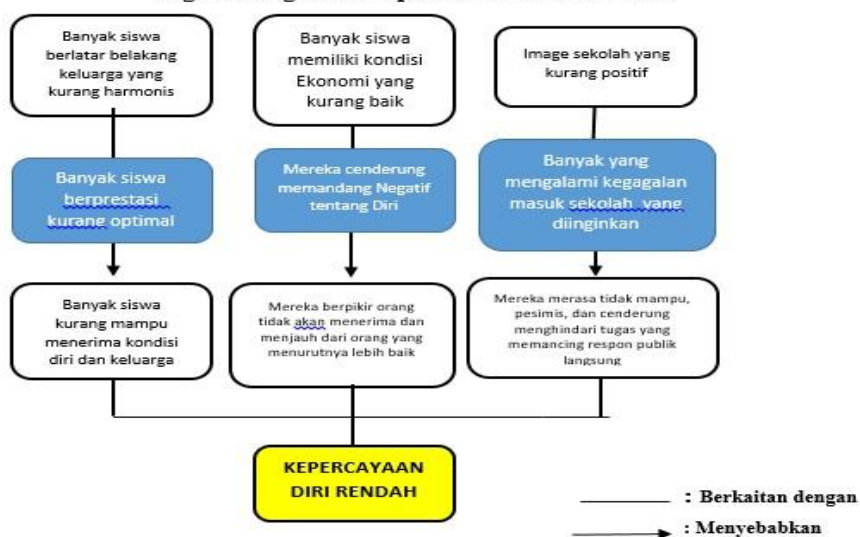 Banyak siswa
berlatar belakang
keluarga yang
kurang harmonis
Banyak siswa
memiliki kondisi
Ekonomi yang
kurang baik
Image sekolah yang
kurang positif
Banyak siswa
berprestasi
kurang optimal
Mereka cenderung
memandang Negatif
tentang Diri
Banyak yang
mengalami kegagalan
masuk sekolah yang
diinginkan
Banyak siswa
kurang mampu
menerima kondisi
diri dan keluarga
Mereka berpikir orang
tidak akan menerima dan
menjauh dari orang yang
menurutnya lebih baik
Mereka merasa tidak mampu,
pesimis, dan cenderung
menghindari tugas yang
memancing respon publik
langsung
KEPERCAYAAN
DIRI RENDAH
: Berkaitan dengan
: Menyebabkan